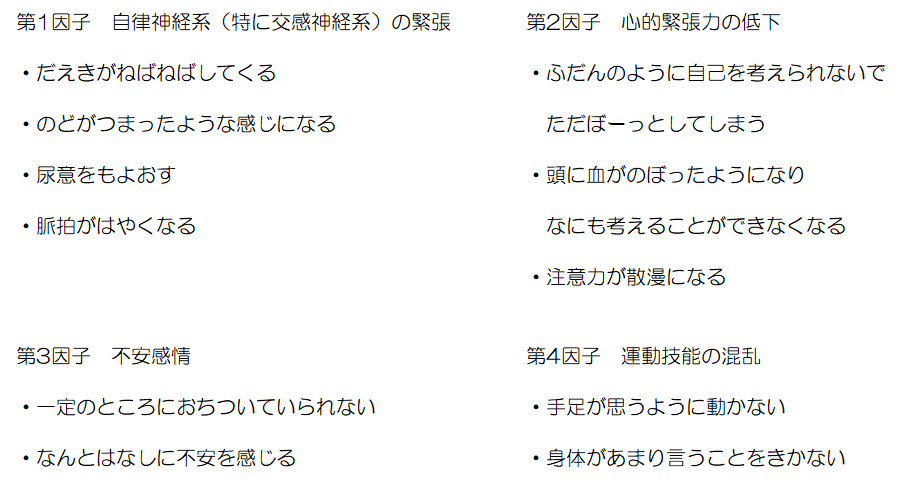 第1因子　自律神経系（特に交感神経系）の緊張
・だえきがねばねばしてくる
・のどがつまったような感じになる
・尿意をもよおす
・脈拍がはやくなる
第2因子　心的緊張力の低下
・ふだんのように自己を考えられないで
ただぼーっとしてしまう
・頭に血がのぼったようになり
なにも考えることができなくなる
・注意力が散漫になる
第3因子　不安感情
・一定のところにおちついていられない
・なんとはなしに不安を感じる
第4因子　運動技能の混乱
・手足が思うように動かない
・身体があまり言うことをきかない